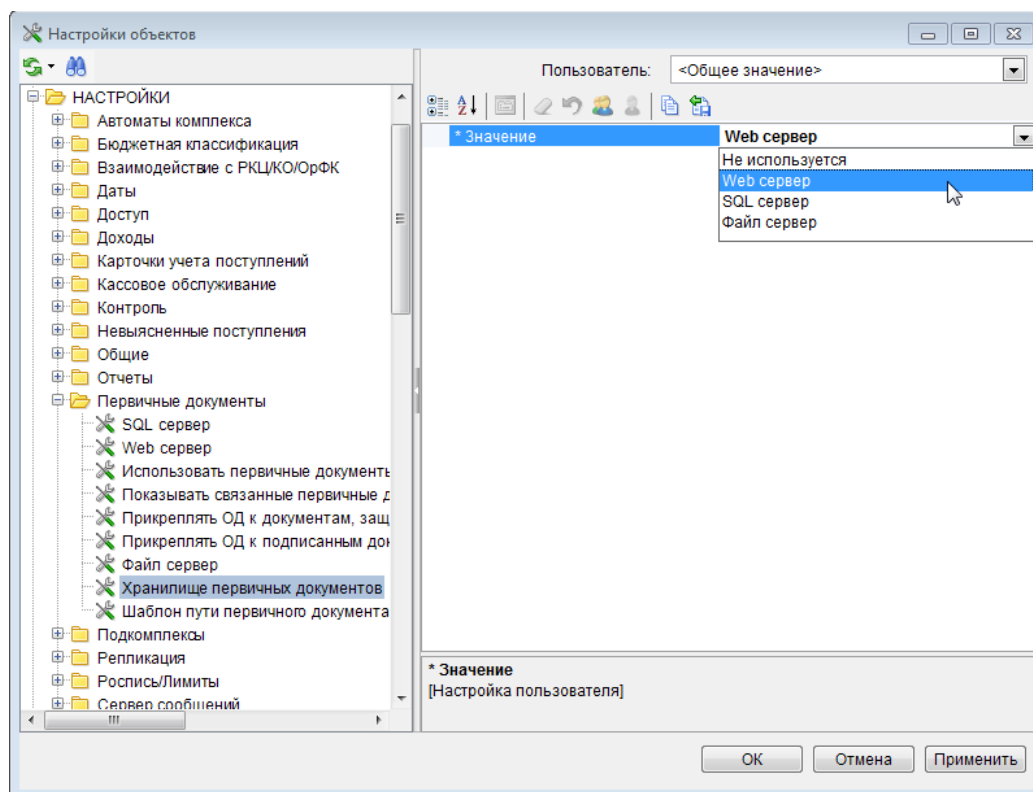 Настройки объектов
Пользователь: <Общее значение>
НАСТРОЙКИ
Автоматы комплекса
Бюджетная классификация
Взаимодействие с РКЦ/КО/ОрФК
Даты
Доступ
Доходы
Карточки учета поступлений
Кассовое обслуживание
Контроль
Невыясненные поступления
Общие
Отчеты
Первичные документы
SQL сервер
Web сервер
Использовать первичные документы
Показывать связанные первичные д
Прикреплять ОД к документам, защ
Прикреплять ОД к подписанным док
Файл сервер
Хранилище первичных документов
Шаблон пути первичного документа
Подкомплексы
Репликация
Роспись/Лимиты
Сервер сообщений
* Значение Web сервер
Не используется
Web сервер
SQL сервер
Файл сервер
* Значение
[Настройка пользователя]
ОК Отмена Применить